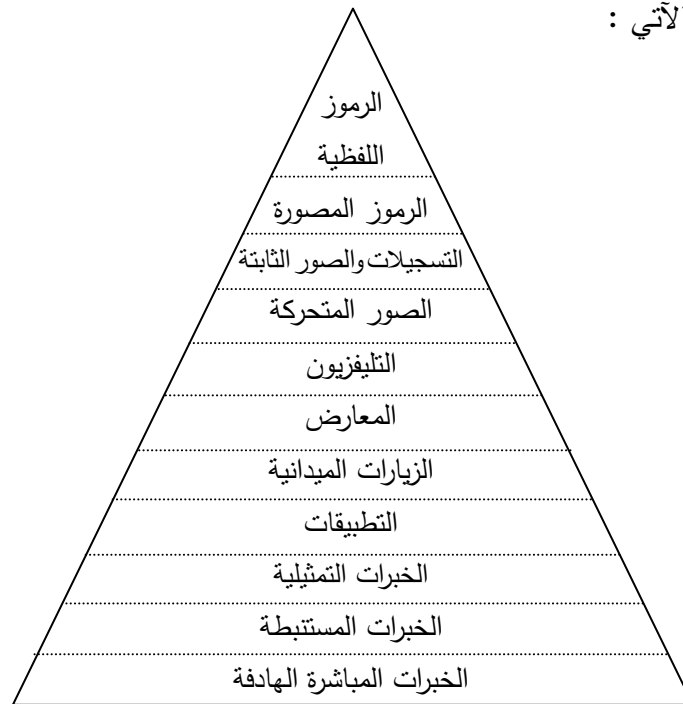 لآتي :
الرموز
اللفظية
الرموز المصورة
التسجيلات والصور الثابتة
الصور المتحركة
التليفزيون
المعارض
الزيارات الميدانية
التطبيقات
الخبرات التمثيلية
الخبرات المستنبطة
الخبرات المباشرة الهادفة